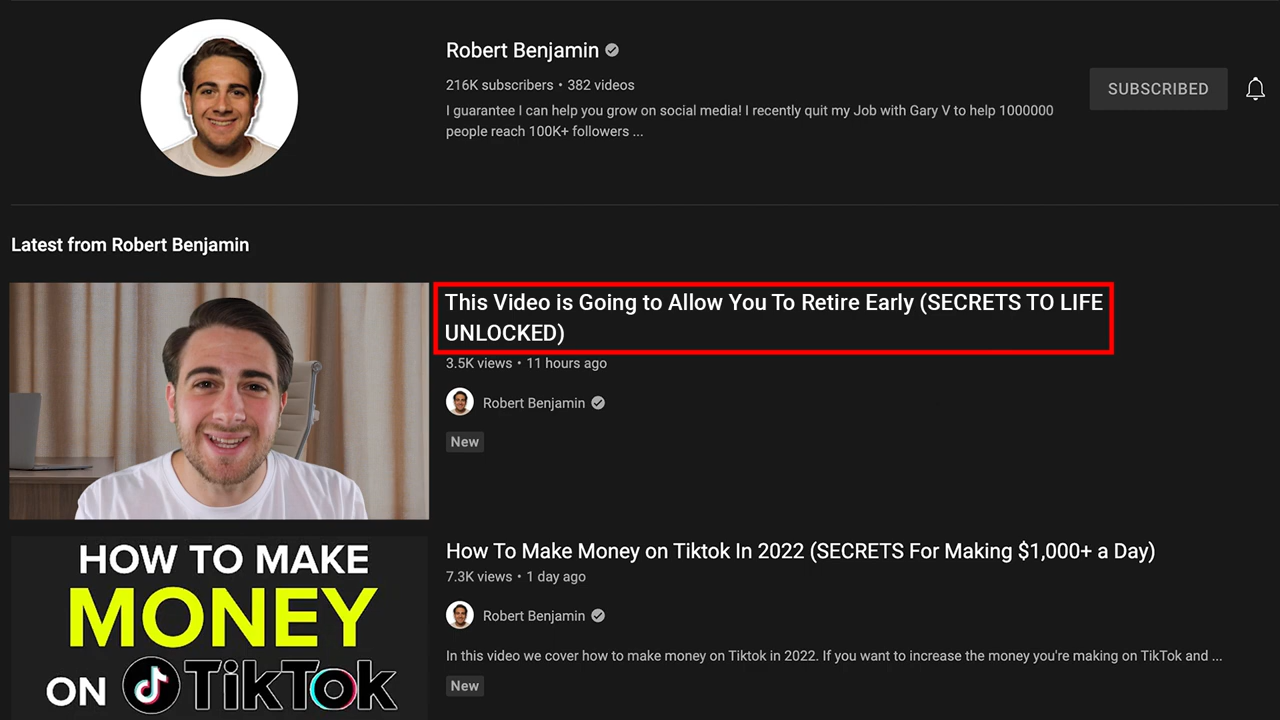 Robert Benjamin
216K subscribers • 382 videos
I guarantee I can help you grow on social media! I recently quit my Job with Gary V to help 1000000
people reach 100K+ followers ...
SUBSCRIBED
Latest from Robert Benjamin
This Video is Going to Allow You To Retire Early (SECRETS TO LIFE
UNLOCKED)
3.5K views • 11 hours ago
Robert Benjamin
New
HOW TO MAKE
MONEY
ON TikTok
How To Make Money on Tiktok In 2022 (SECRETS For Making $1,000+ a Day)
7.3K views • 1 day ago
Robert Benjamin
In this video we cover how to make money on Tiktok in 2022. If you want to increase the money you're making on TikTok and ...
New